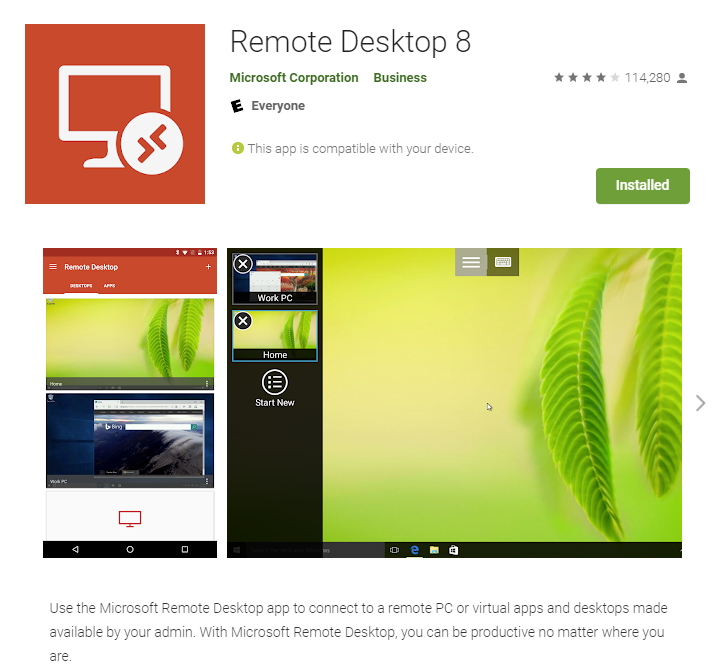 Remote Desktop 8
Microsoft Corporation Business
114,280
E Everyone
This app is compatible with your device.
Installed
1:53
Remote Desktop
DESKTOPS APPS
Home
Bing
Work PC
Work PC
Home
Start New
Use the Microsoft Remote Desktop app to connect to a remote PC or virtual apps and desktops made
available by your admin. With Microsoft Remote Desktop, you can be productive no matter where you
are.